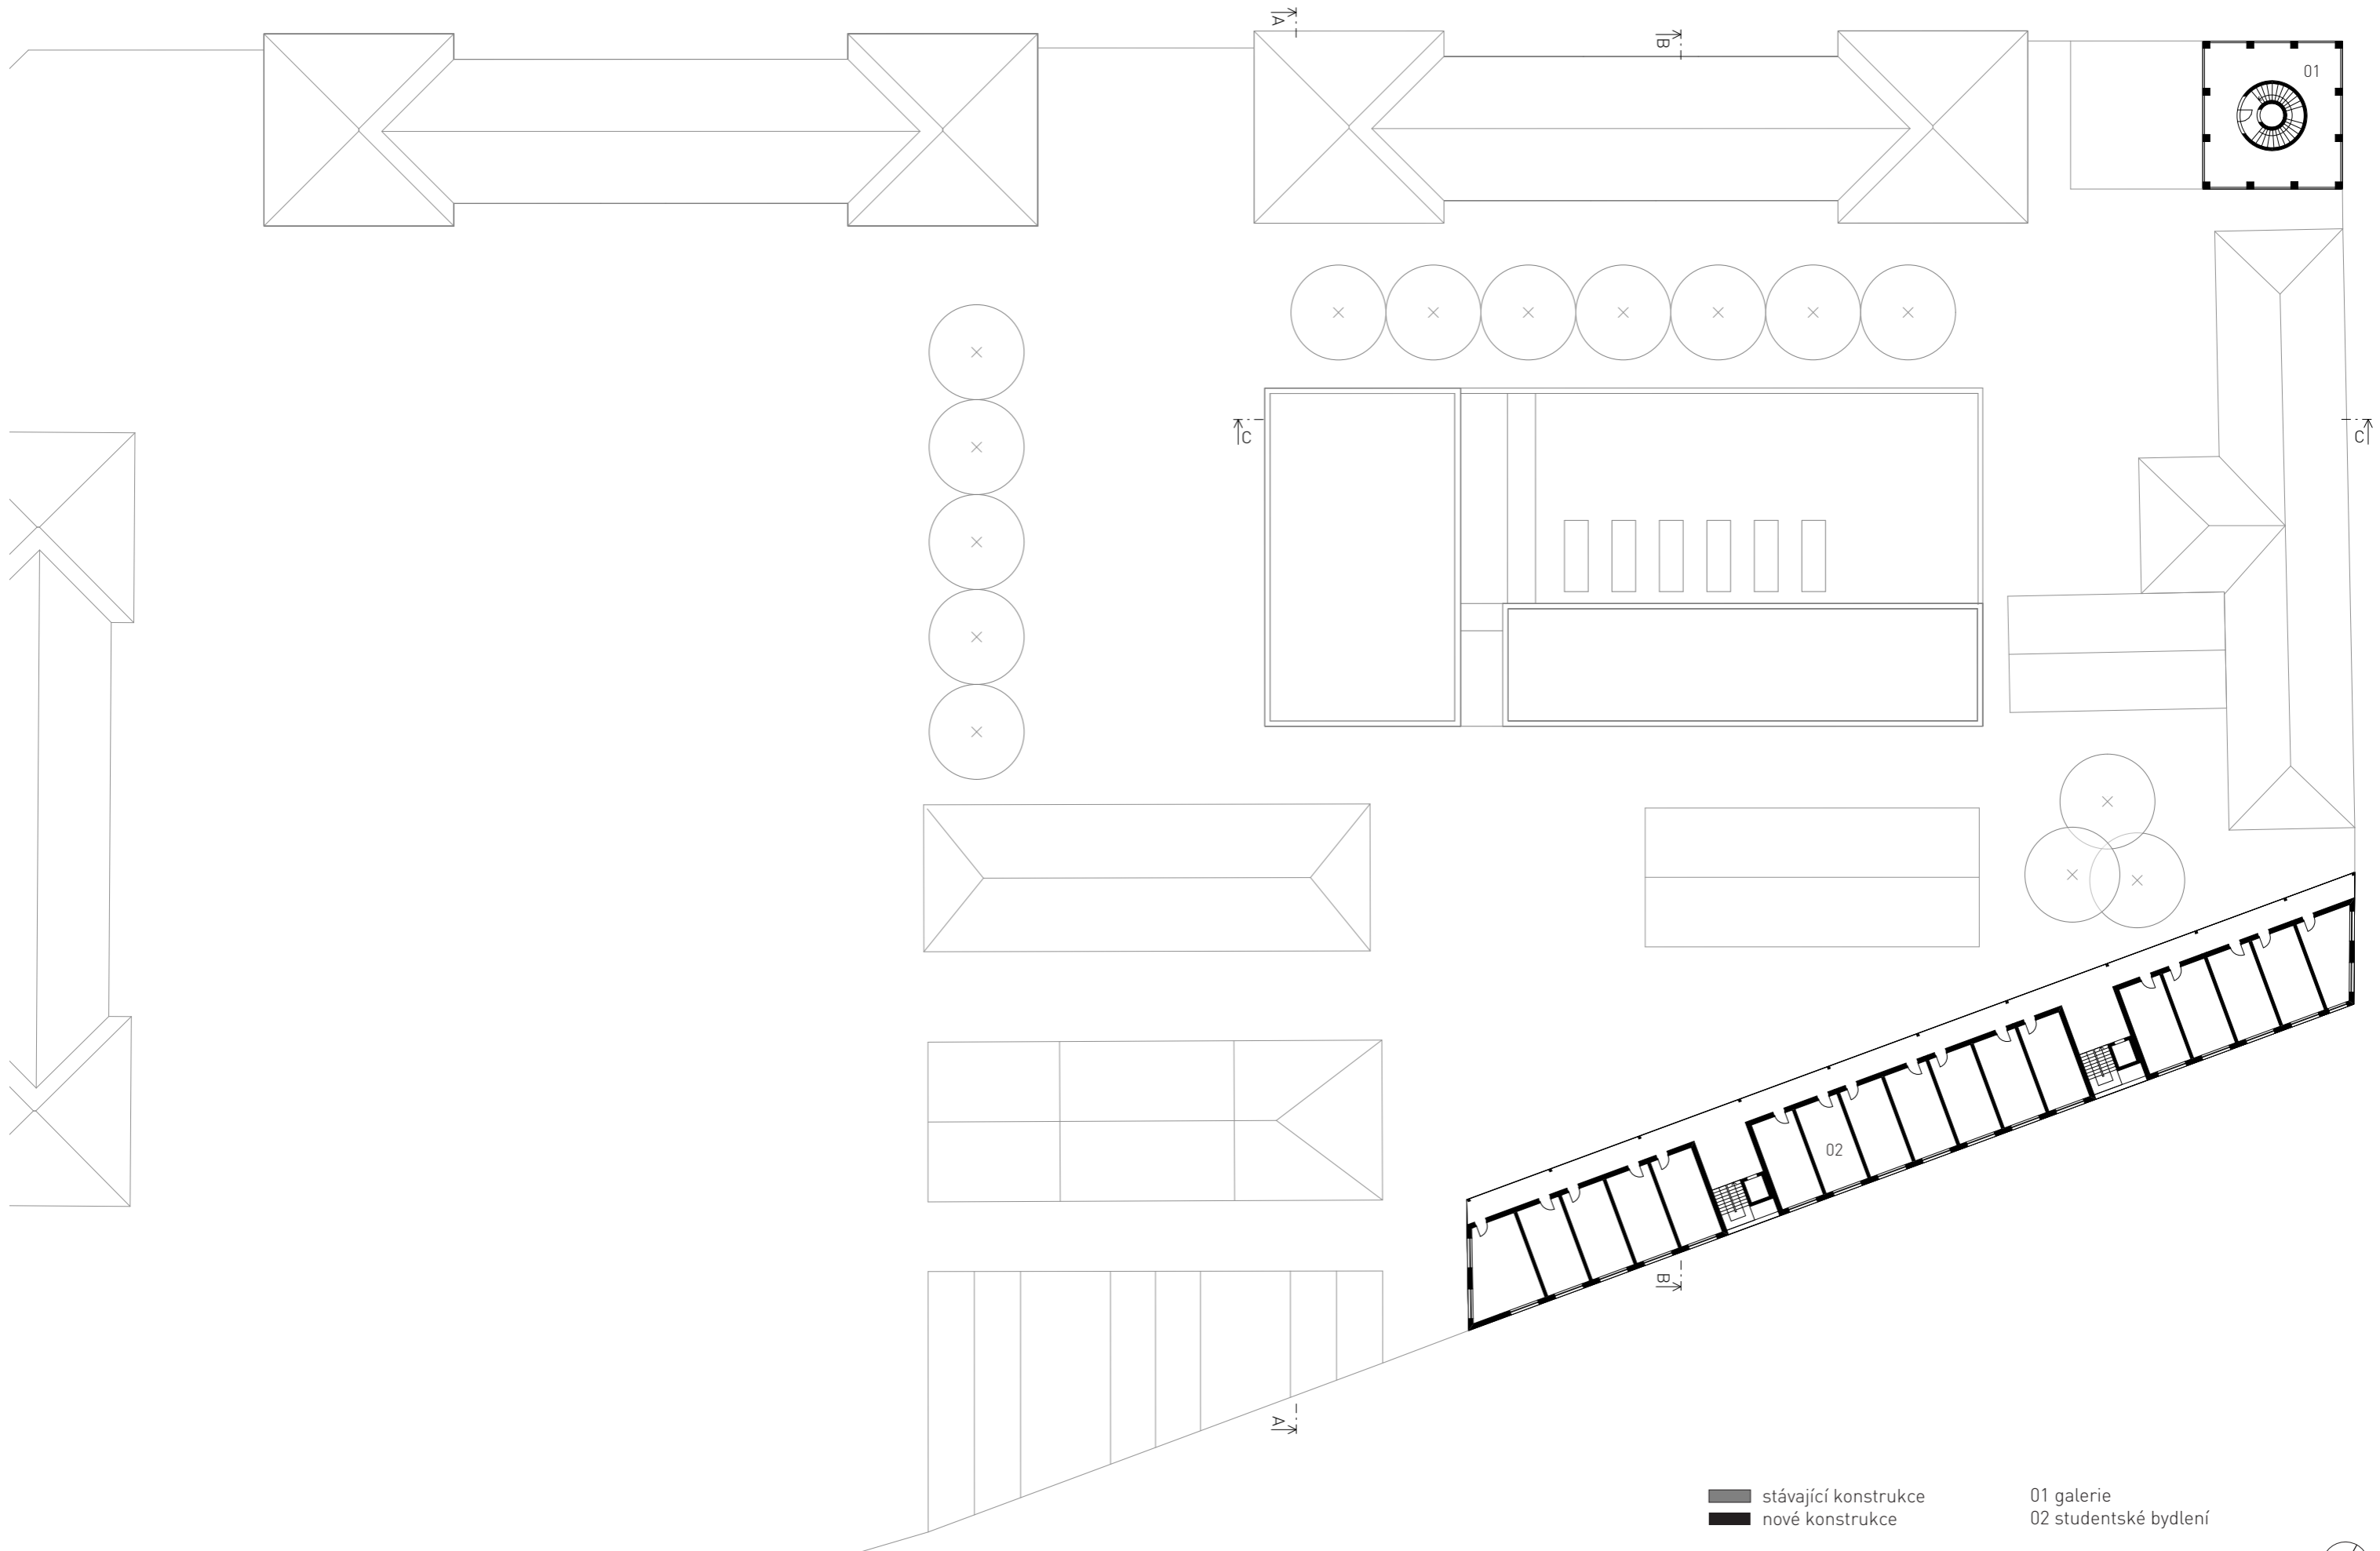 A
B
01
C
C
02
B
A
stávající konstrukce
nové konstrukce
01 galerie
02 studentské bydlení